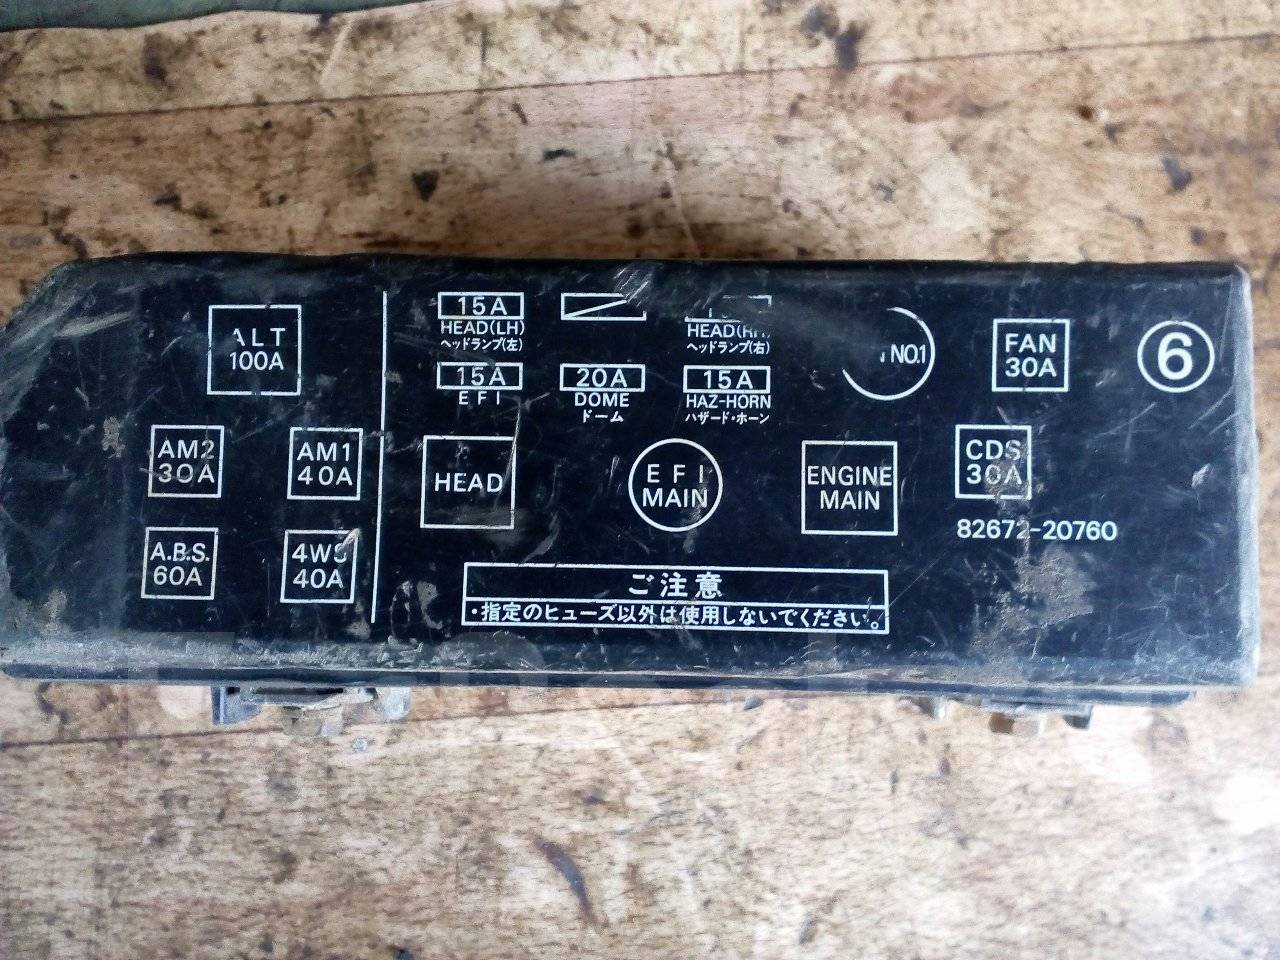 15A
HEAD(LH)
ヘッドランプ(左)
HEAD(RH)
ヘッドランプ(右)
ALT
100A
NO.1
FAN
30A
6
15A
EFI
20A
DOME
ドーム
15A
HAZ-HORN
ハザード・ホーン
AM2
30A
AM1
40A
HEAD
EFI
MAIN
ENGINE
MAIN
CDS
30A
82672-20760
A.B.S.
60A
4WS
40A
ご注意
・指定のヒューズ以外は使用しないでください。